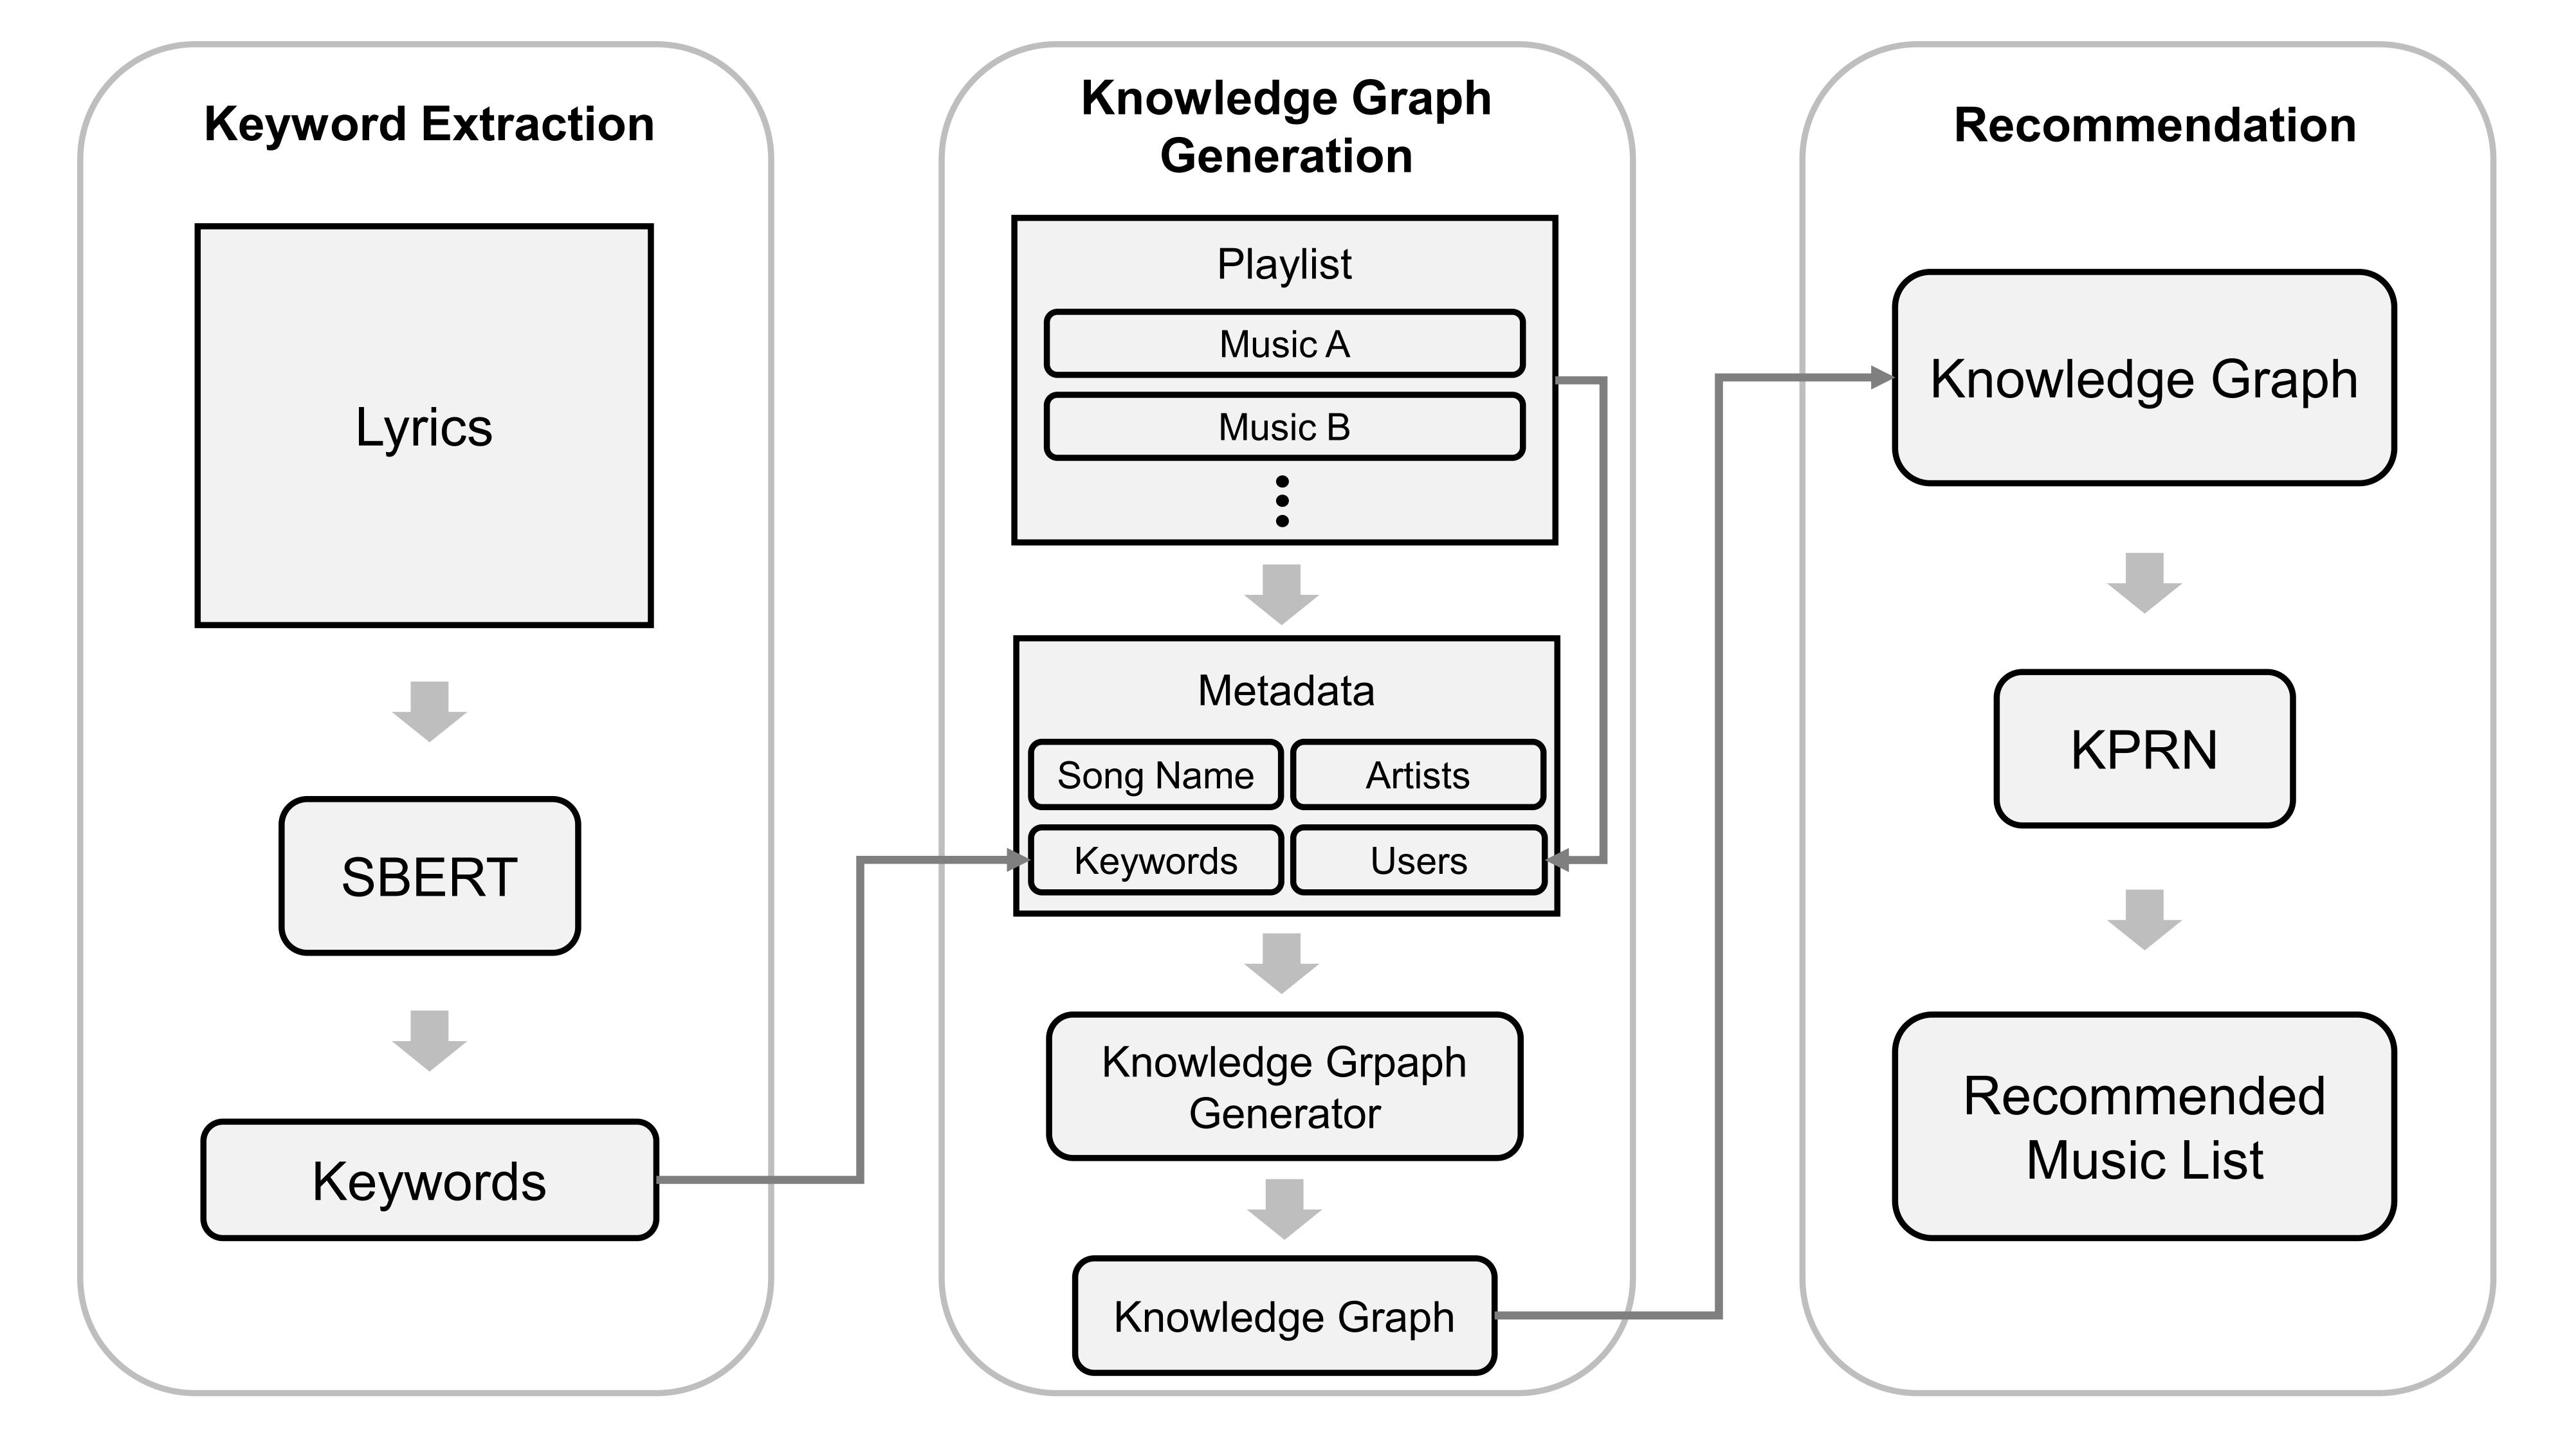 Keyword Extraction
Lyrics
SBERT
Keywords
Knowledge Graph
Generation
Playlist
Music A
Music B
Metadata
Song Name
Artists
Keywords
Users
Knowledge Grpaph
Generator
Knowledge Graph
Recommendation
Knowledge Graph
KPRN
Recommended
Music List